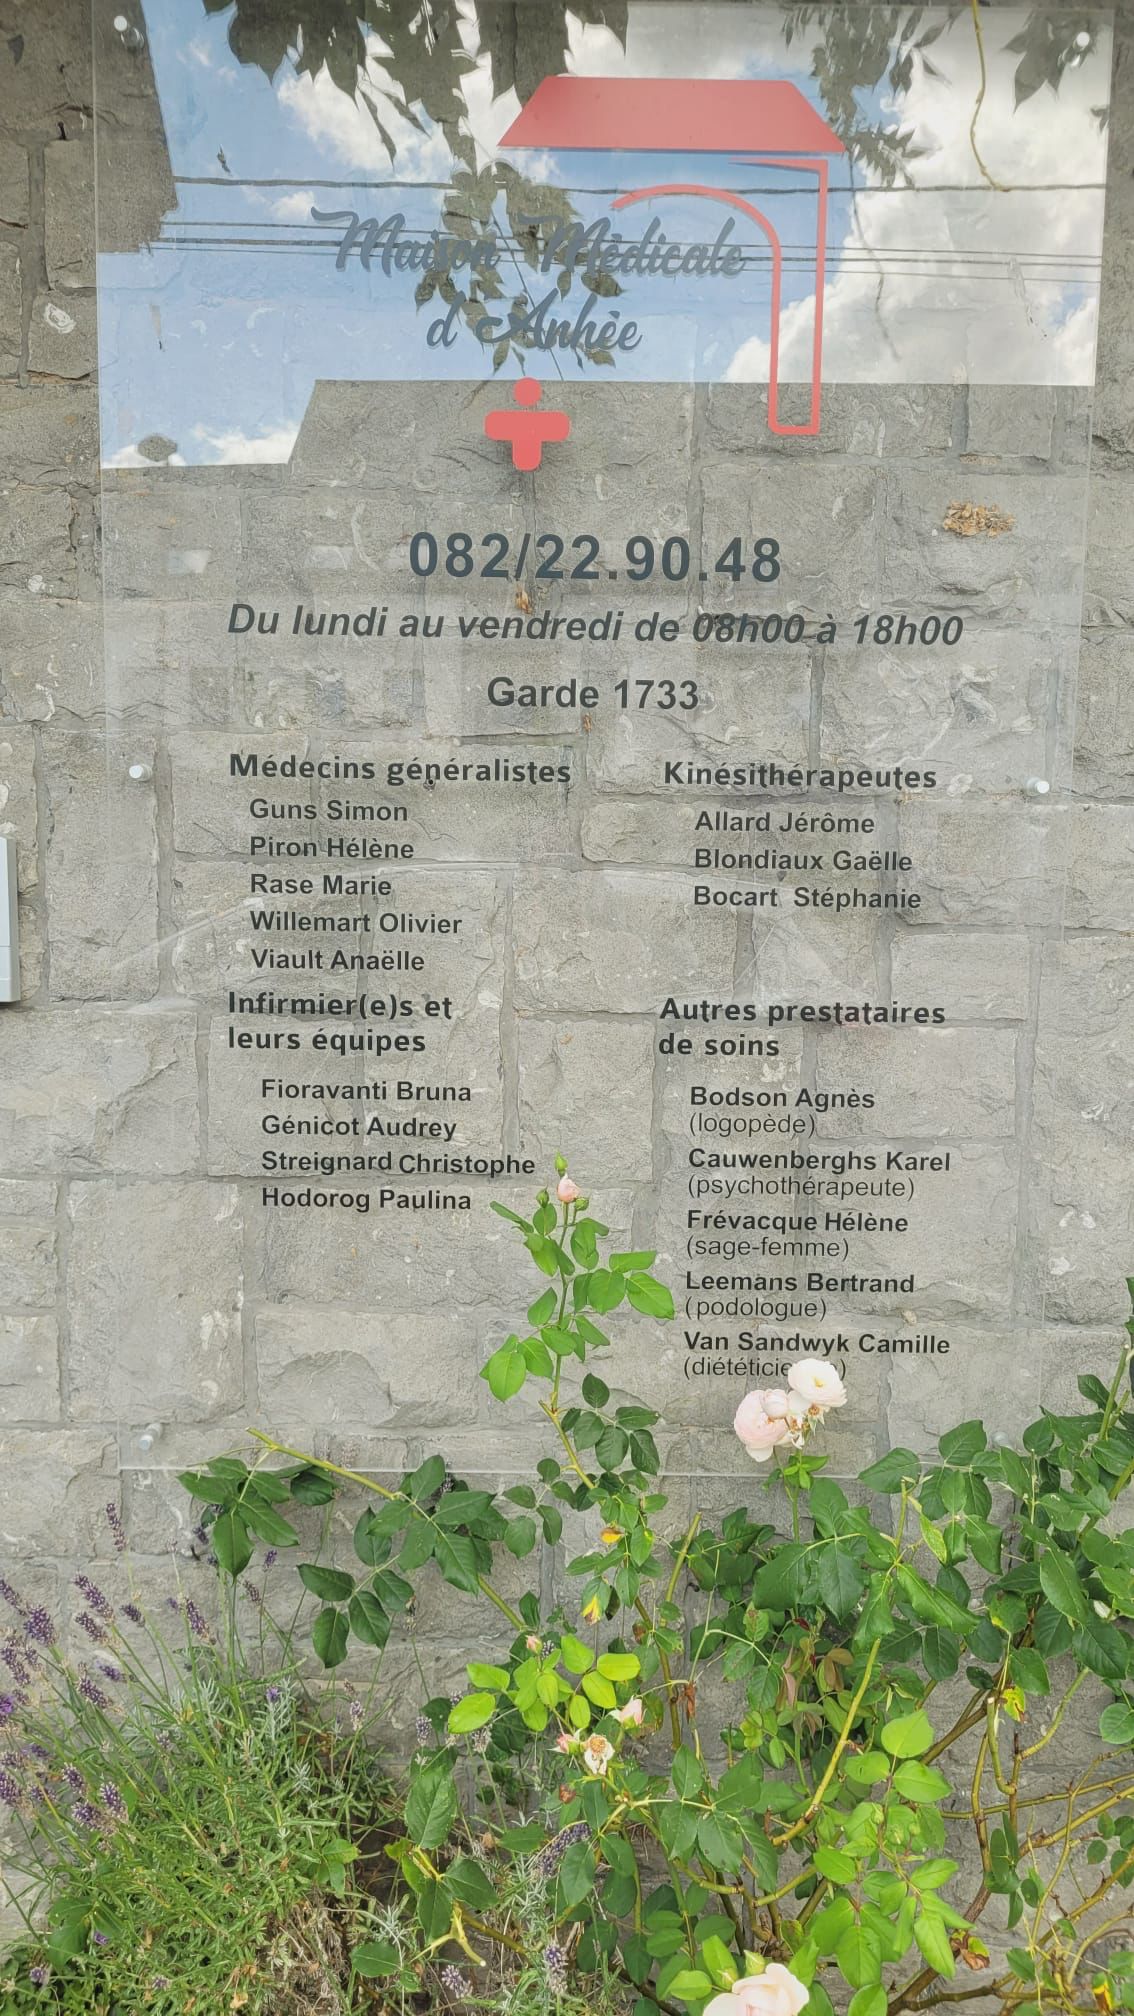 Maison Médicale
d'Anhée
082/22.90.48
Du lundi au vendredi de 08h00 à 18h00
Garde 1733
Médecins généralistes
Guns Simon
Piron Hélène
Rase Marie
Willemart Olivier
Viault Anaëlle
Kinésithérapeutes
Allard Jérôme
Blondiaux Gaëlle
Bocart Stéphanie
Infirmier(e)s et
leurs équipes
Fioravanti Bruna
Génicot Audrey
Streignard Christophe
Hodorog Paulina
Autres prestataires
de soins
Bodson Agnès
(logopède)
Cauwenberghs Karel
(psychothérapeute)
Frévacque Hélène
(sage-femme)
Leemans Bertrand
(podologue)
Van Sandwyk Camille